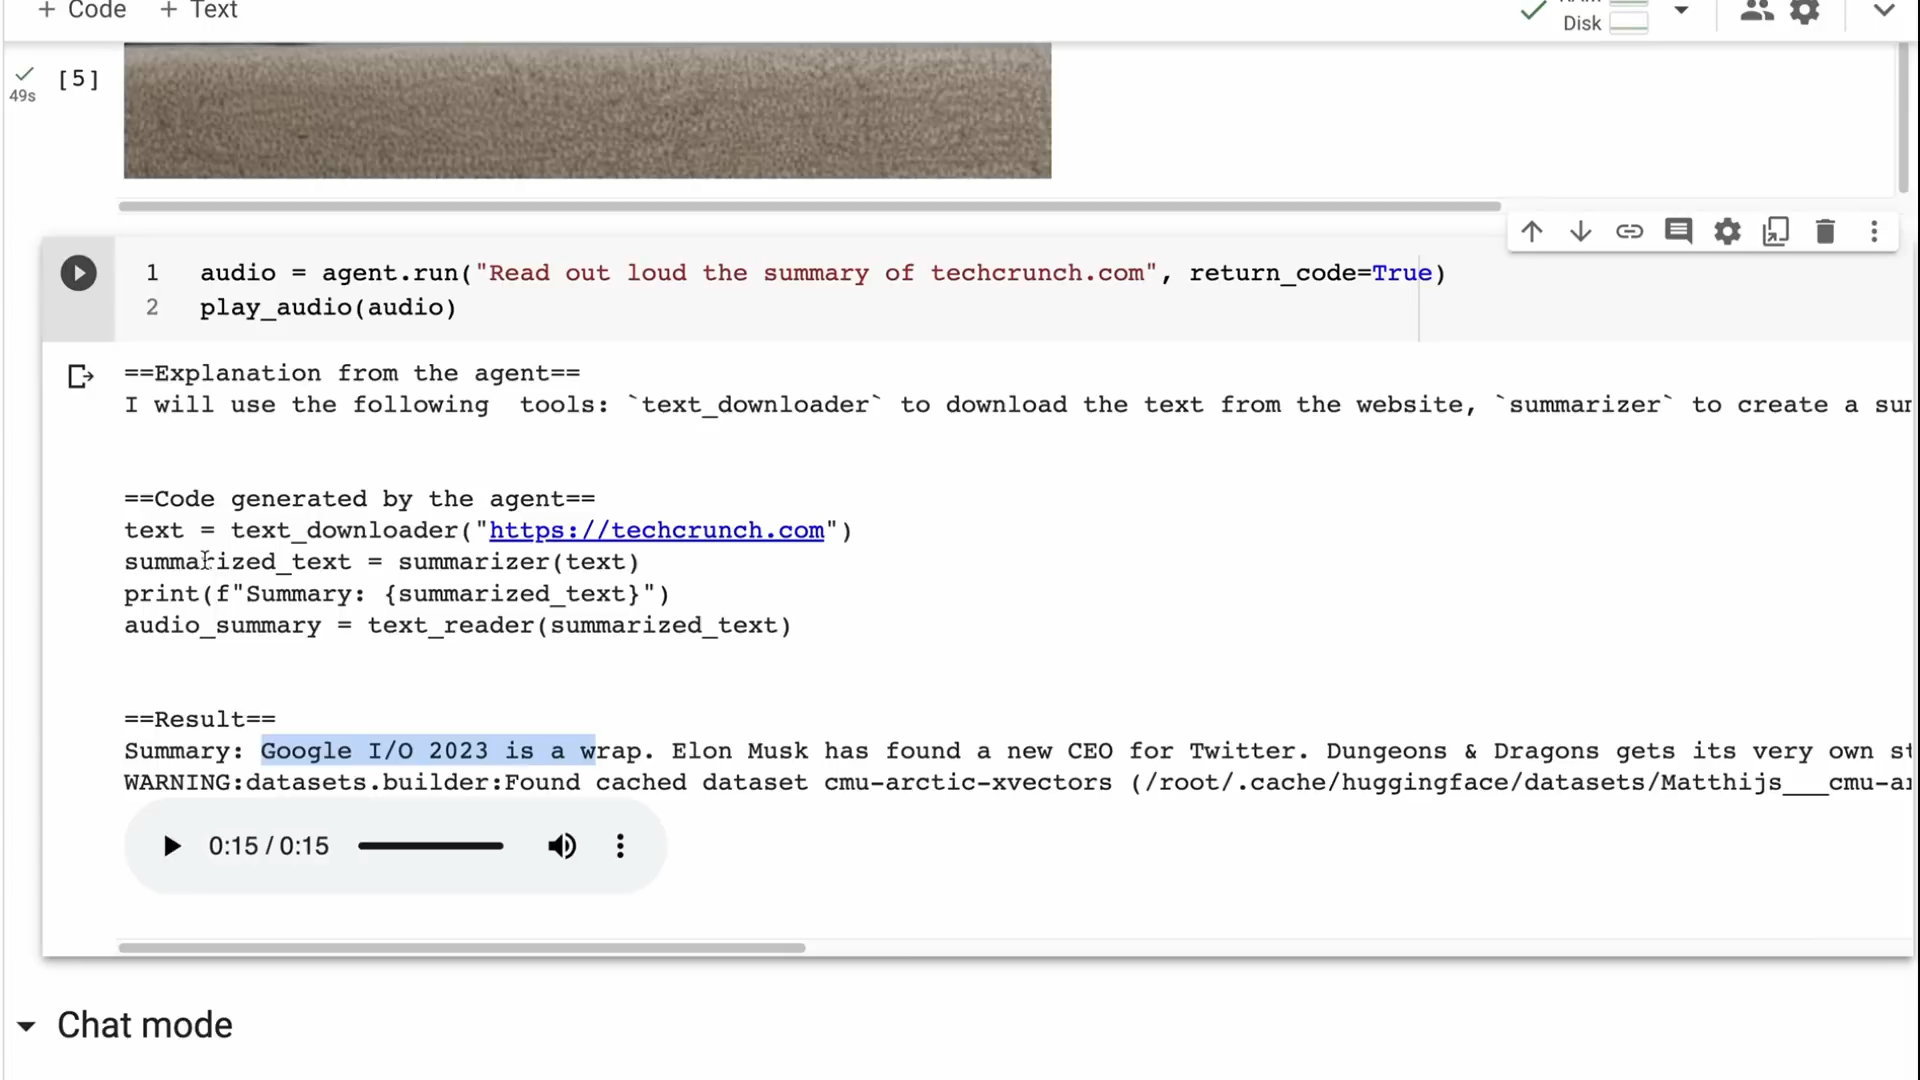 + Code + Text
Disk
49s
[5]
1 audio = agent.run("Read out loud the summary of techcrunch.com", return_code=True)
2 play_audio(audio)
==Explanation from the agent==
I will use the following  tools: `text_downloader` to download the text from the website, `summarizer` to create a
==Code generated by the agent==
text = text_downloader("https://techcrunch.com")
summarized_text = summarizer(text)
print(f"Summary: {summarized_text}")
audio_summary = text_reader(summarized_text)
==Result==
Summary: Google I/O 2023 is a wrap. Elon Musk has found a new CEO for Twitter. Dungeons & Dragons gets its very own
WARNING:datasets.builder:Found cached dataset cmu-arctic-xvectors (/root/.cache/huggingface/datasets/Matthijs___cmu-
0:15 / 0:15
Chat mode